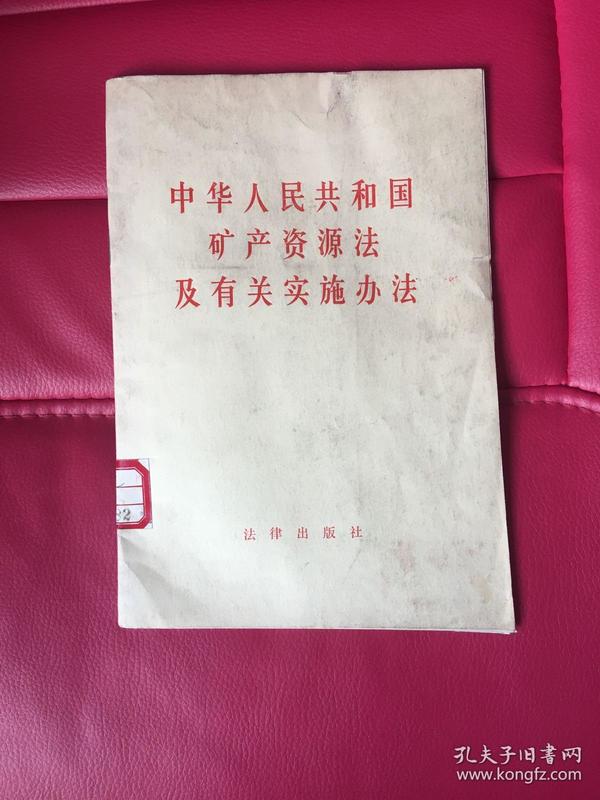 中华人民共和国
矿产资源法
及有关实施办法
82
法律出版社
孔夫子旧书网
www.kongfz.com